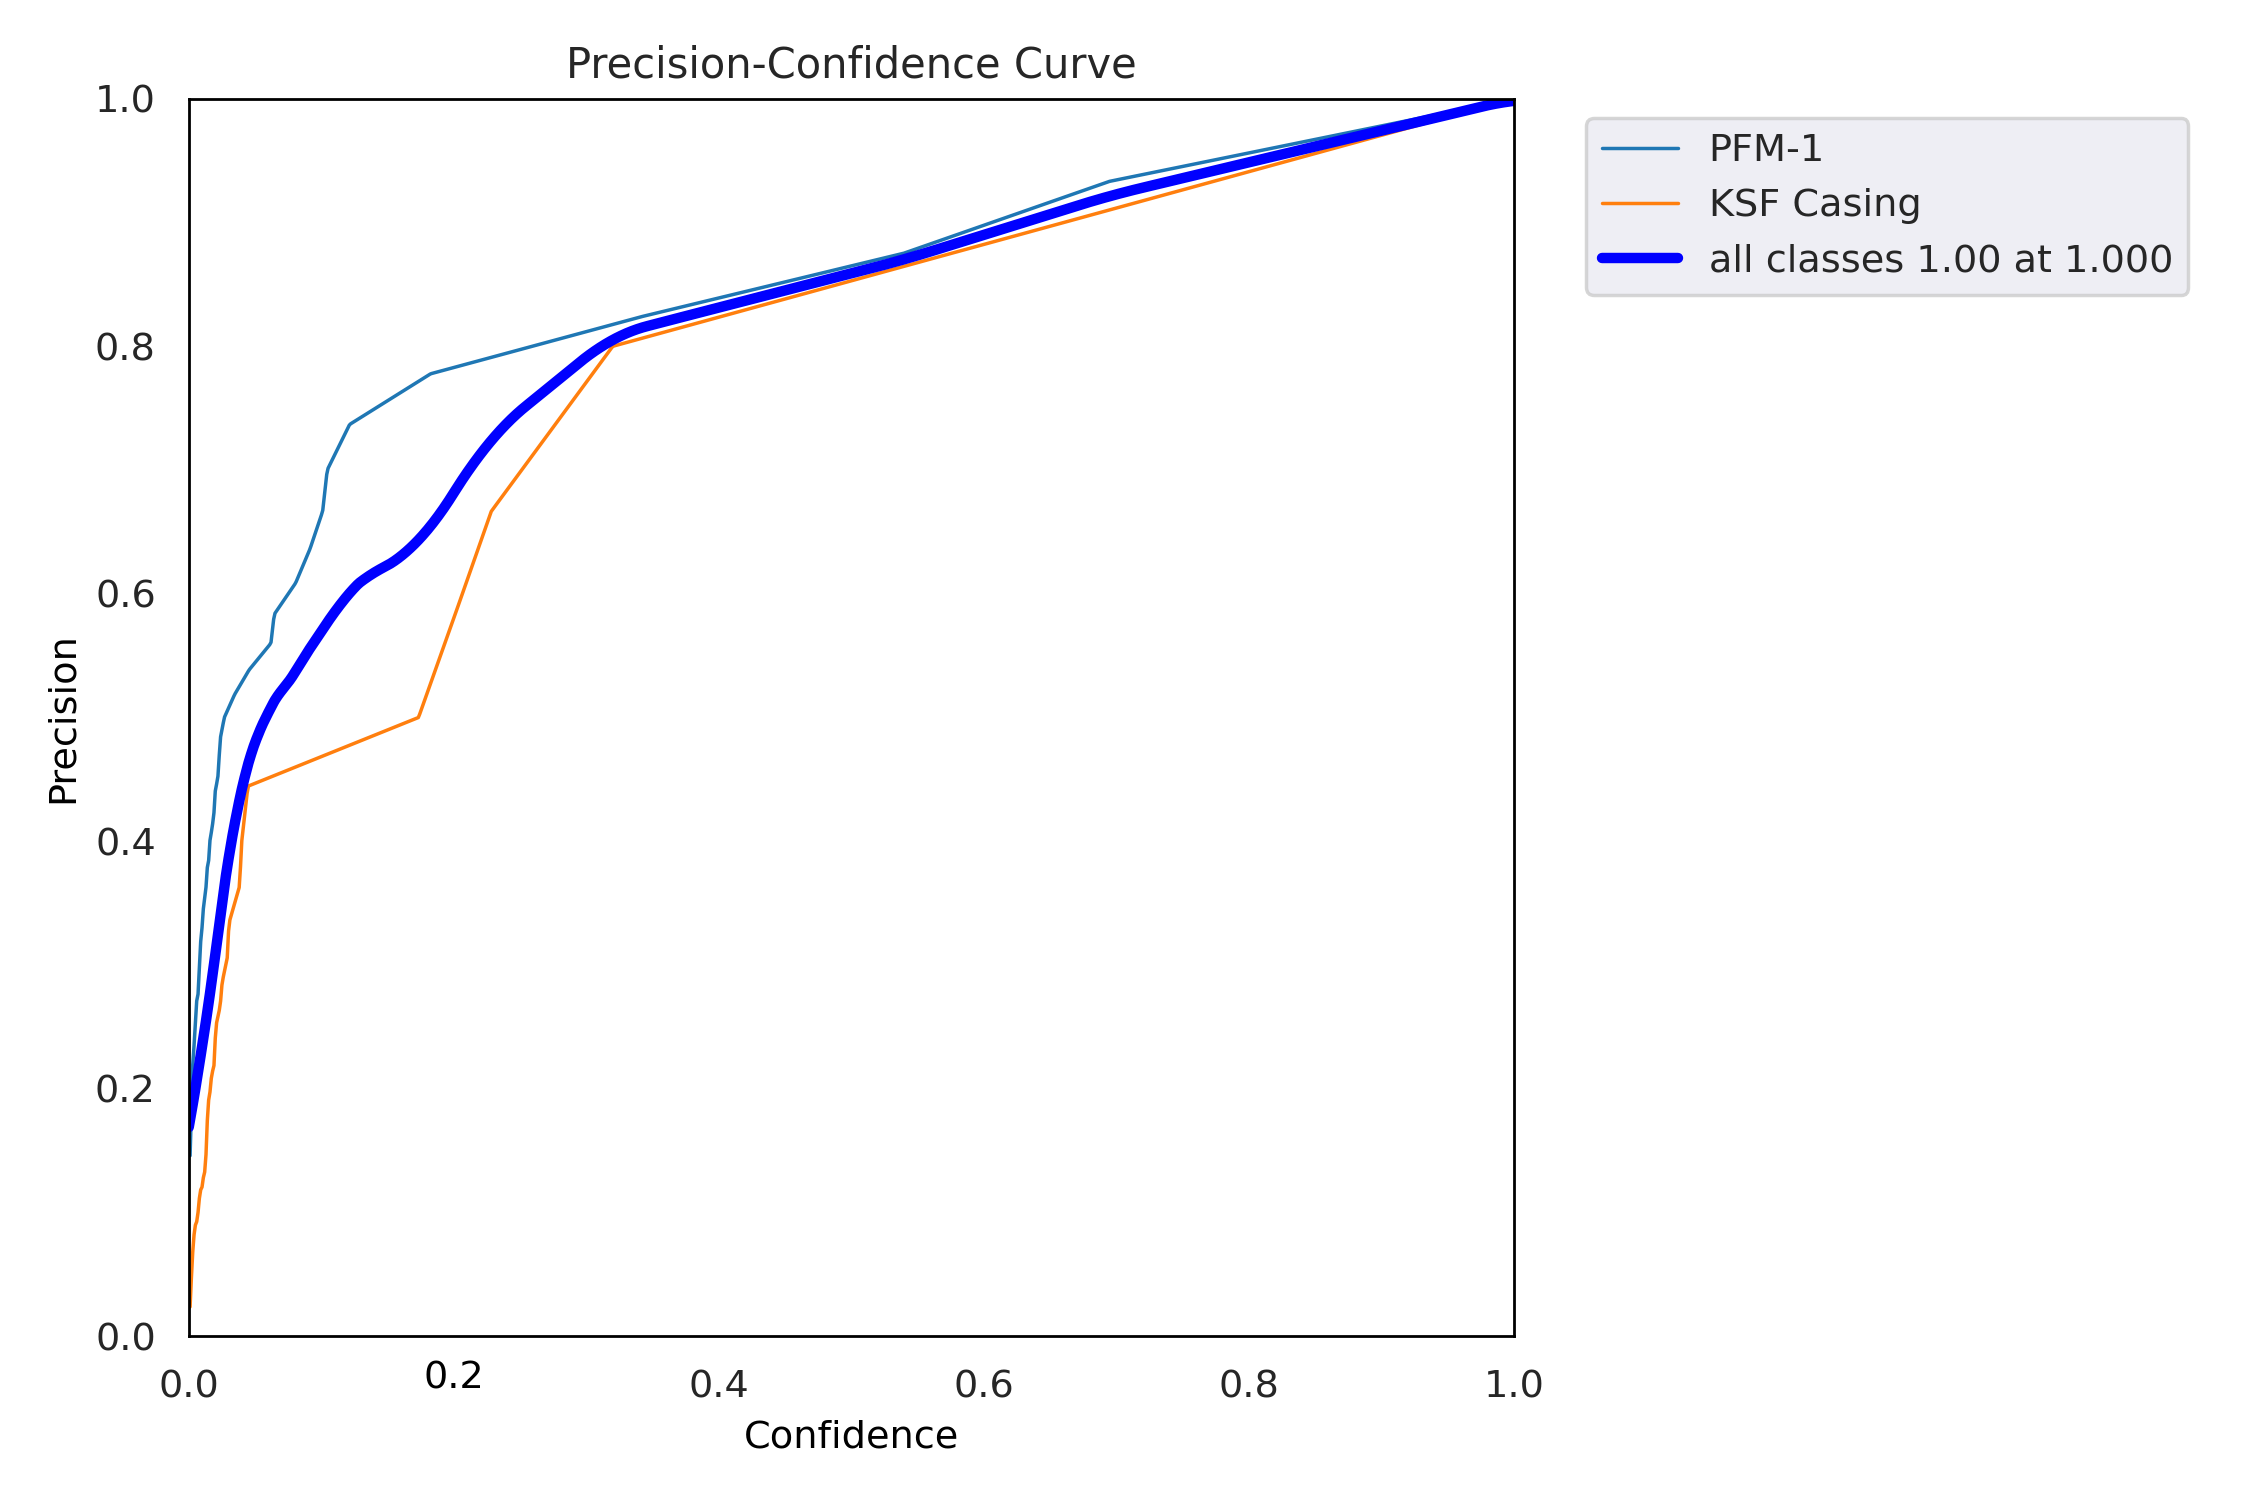 Precision-Confidence Curve
1.0
0.8
0.6
0.4
0.2
0.0
Precision
0.0 0.2 0.4 0.6 0.8 1.0
Confidence
PFM-1
KSF Casing
all classes 1.00 at 1.000